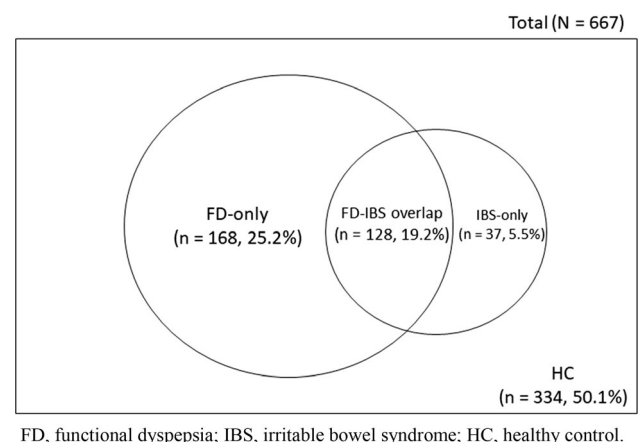 Total (N = 667)
FD-only
(n = 168, 25.2%)
FD-IBS overlap
(n = 128, 19.2%)
IBS-only
(n = 37, 5.5%)
HC
(n = 334, 50.1%)
FD, functional dyspepsia; IBS, irritable bowel syndrome; HC, healthy control.